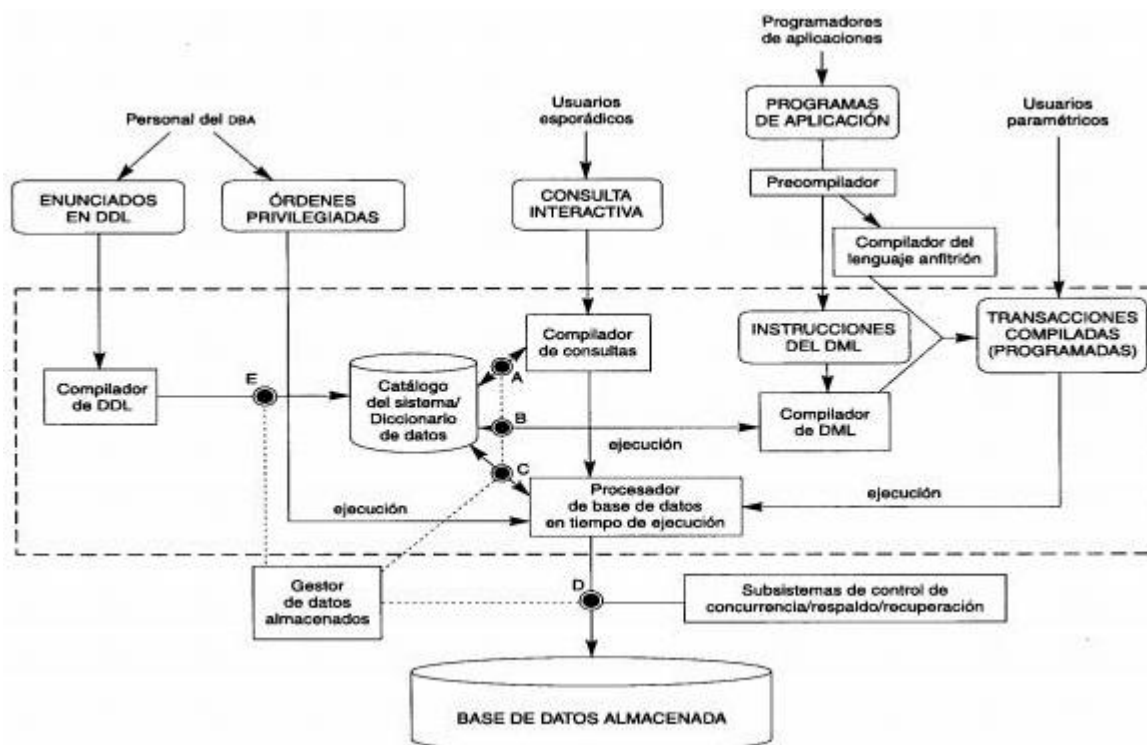 Programadores
de aplicaciones
Personal del DBA
Usuarios
esporádicos
PROGRAMAS
DE APLICACIÓN
Usuarios
paramétricos
ENUNCIADOS
EN DDL
ÓRDENES
PRIVILEGIADAS
CONSULTA
INTERACTIVA
Precompilador
Compilador del
lenguaje anfitrión
Compilador
de DDL
E
Catálogo
del sistema/
Diccionario
de datos
A
B
C
Compilador
de consultas
INSTRUCCIONES
DEL DML
TRANSACCIONES
COMPILADAS
(PROGRAMADAS)
Compilador
de DML
ejecución
ejecución
Procesador
de base de datos
en tiempo de ejecución
ejecución
Gestor
de datos
almacenados
D
Subsistemas de control de
concurrencia/respaldo/recuperación
BASE DE DATOS ALMACENADA